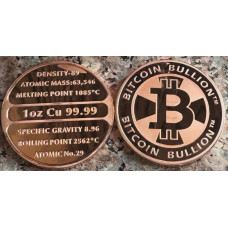 DENSITY-89
ATOMIC MASS:63,546
MELTING POINT 1085°C
1oz Cu 99.99
SPECIFIC GRAVITY 8.96
BOILING POINT 2562°C
ATOMIC No.29
BITCOIN BULLION™
B
BITCOIN BULLION™